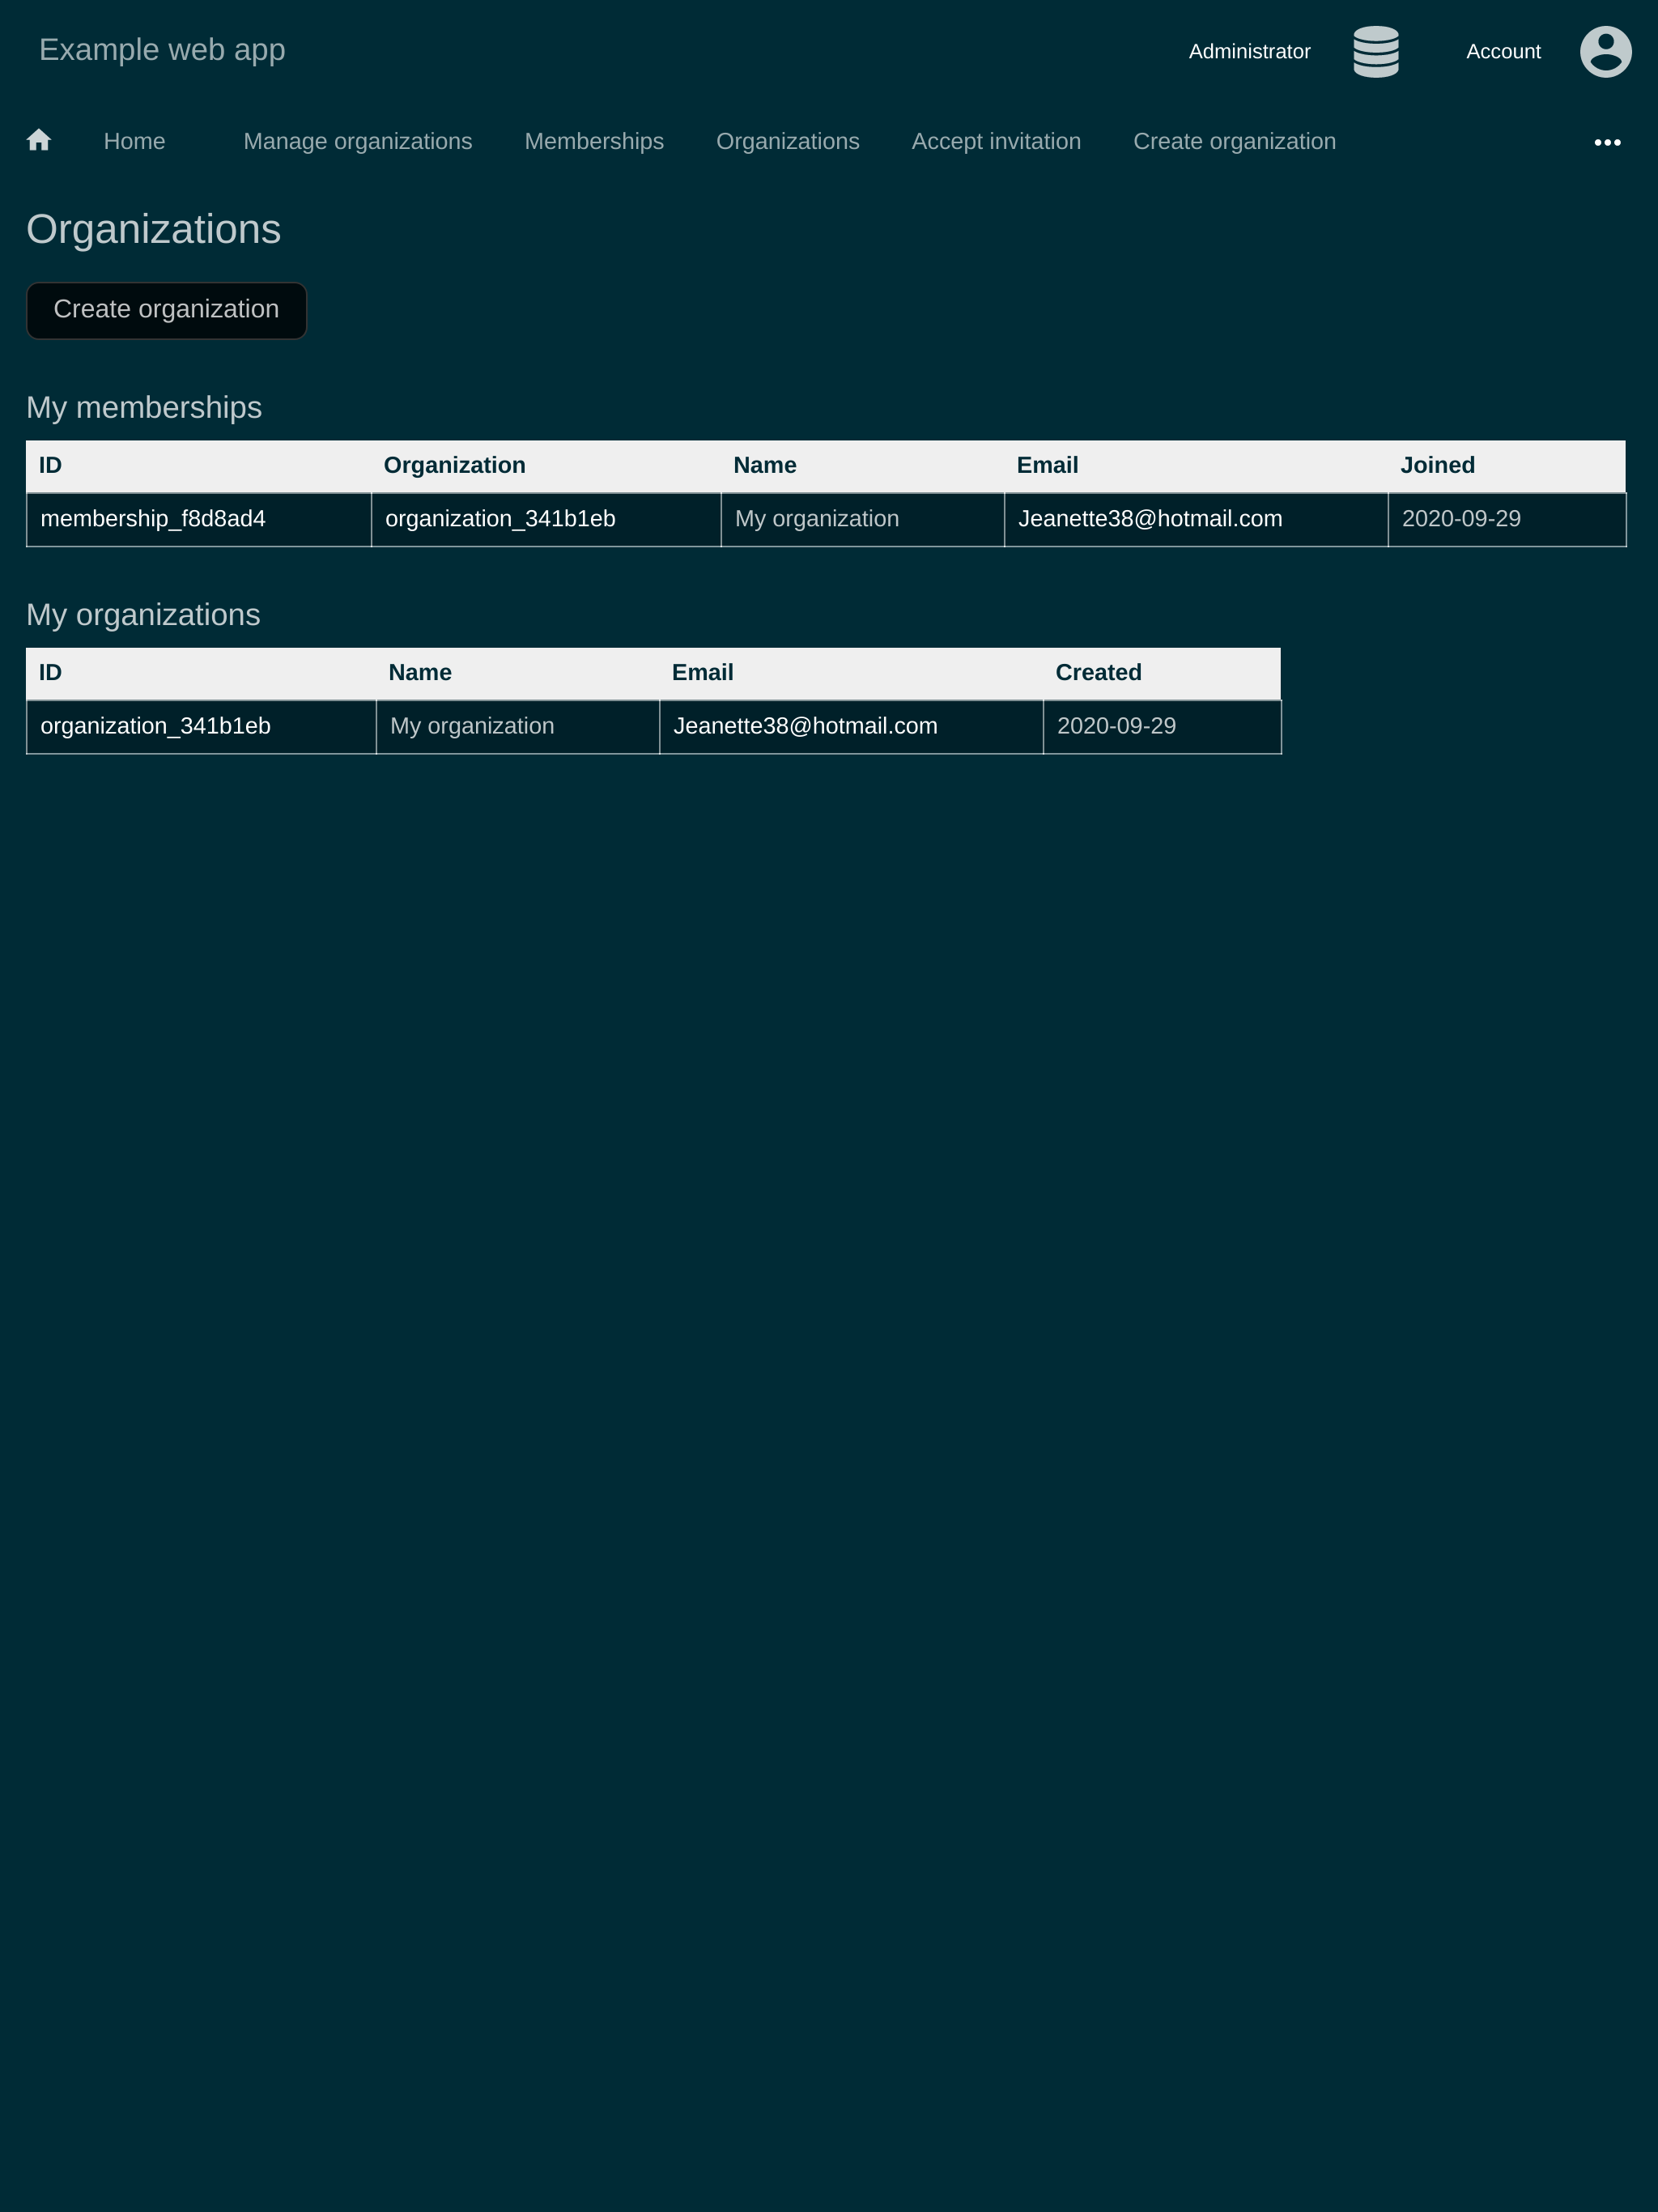 Example web app Administrator Account
Home Manage organizations Memberships Organizations Accept invitation Create organization
Organizations
Create organization
My memberships
ID Organization Name Email Joined
membership_f8d8ad4 organization_341b1eb My organization Jeanette38@hotmail.com 2020-09-29
My organizations
ID Name Email Created
organization_341b1eb My organization Jeanette38@hotmail.com 2020-09-29